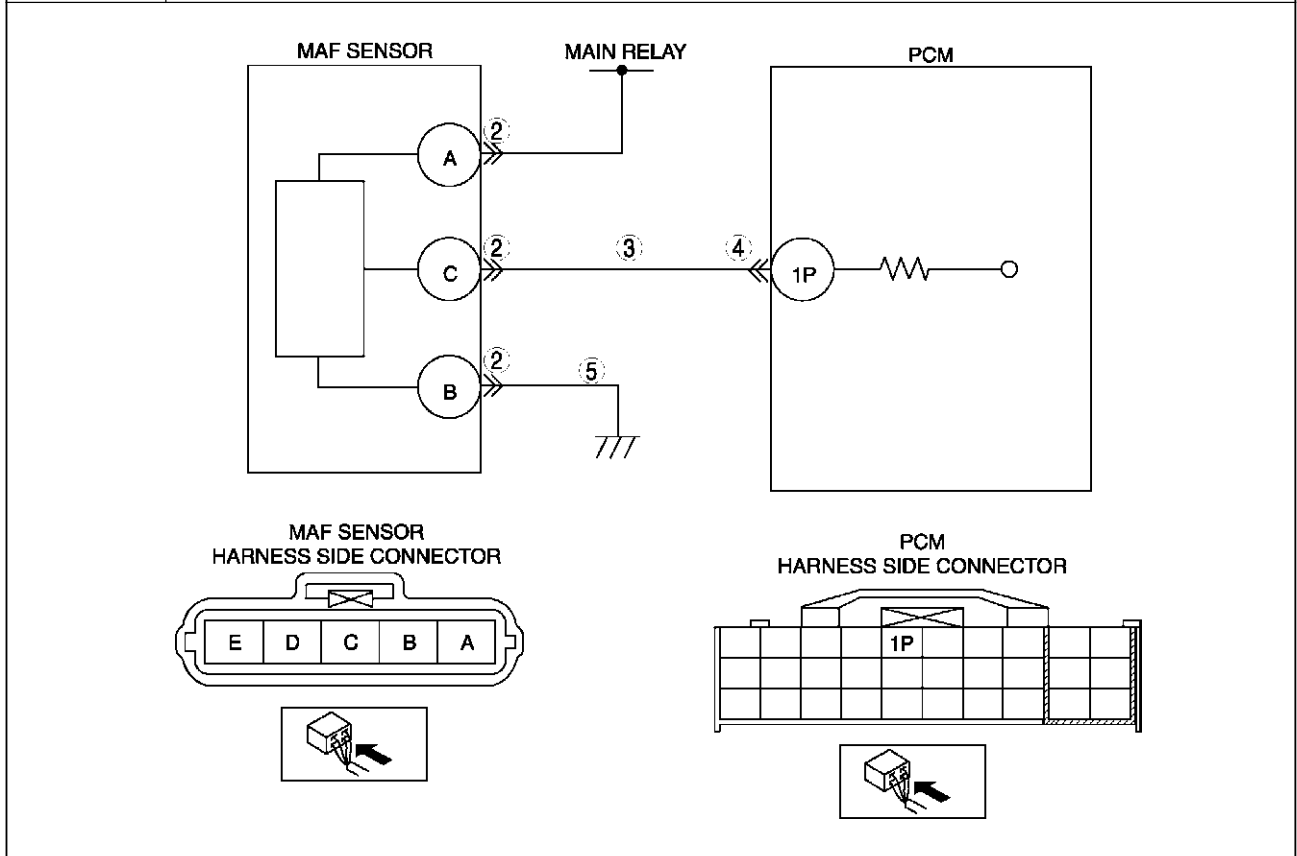 MAF SENSOR
MAIN RELAY
PCM
A
2
C
2
3
4
1P
B
2
5
MAF SENSOR
HARNESS SIDE CONNECTOR
E D C B A
PCM
HARNESS SIDE CONNECTOR
1P